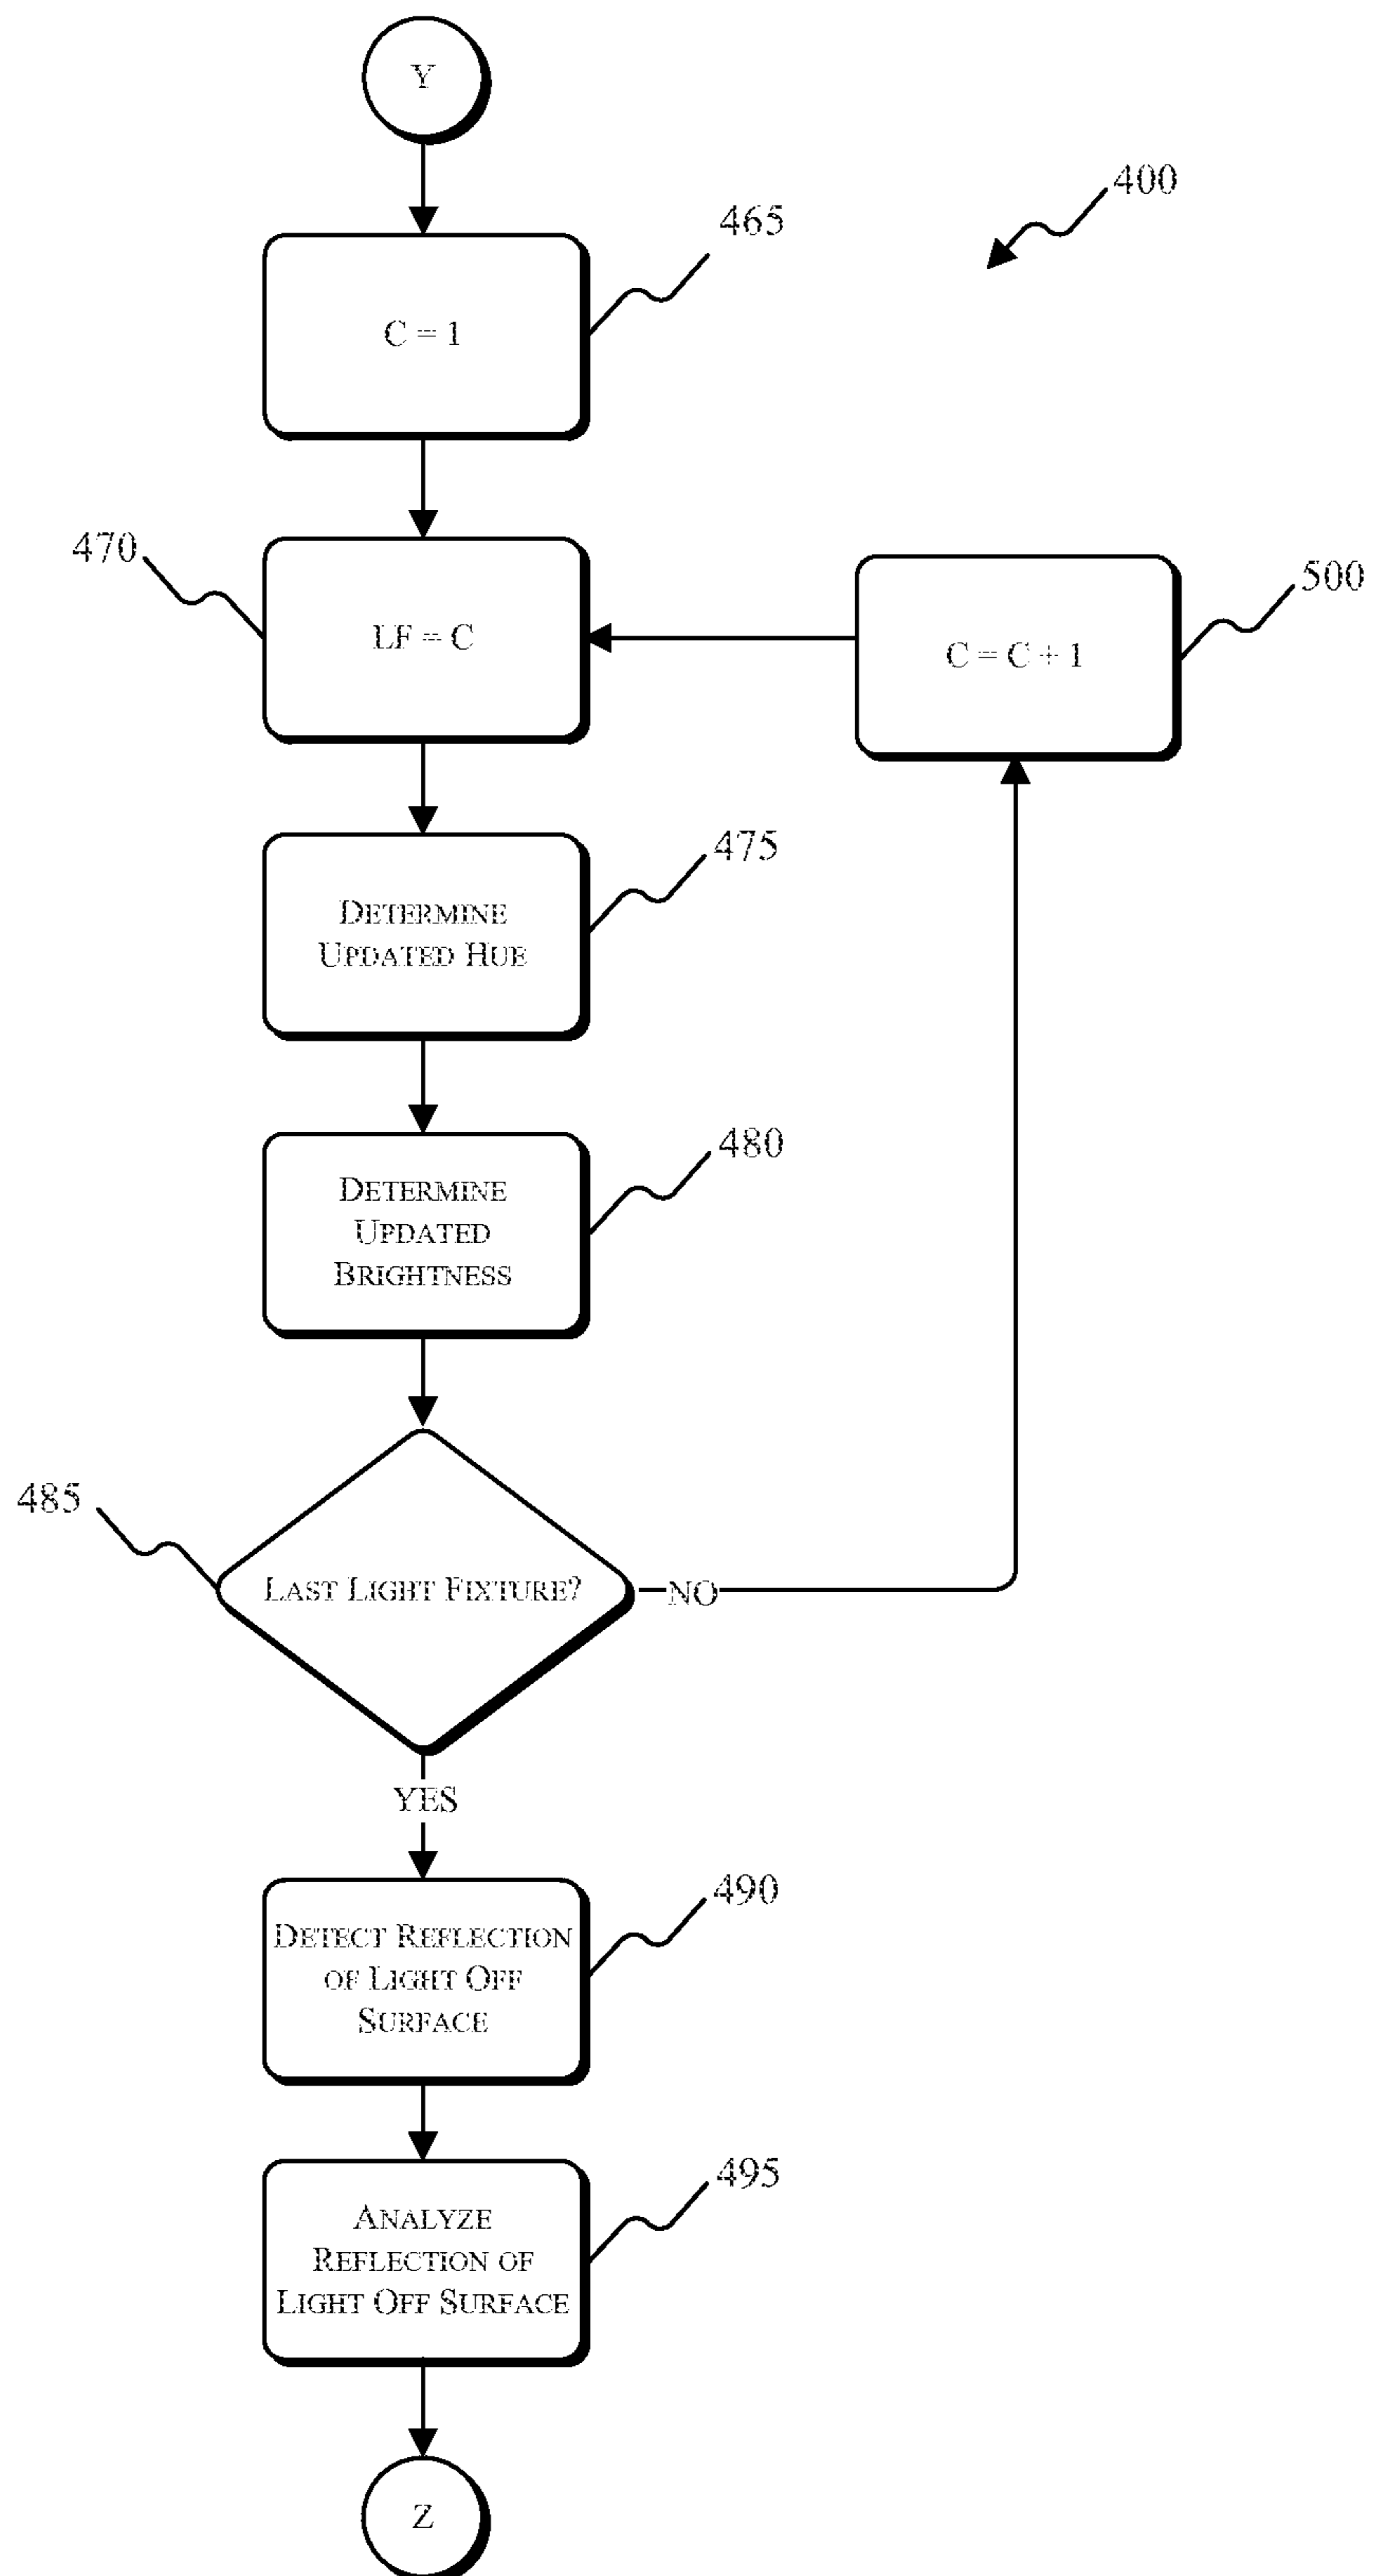 Y
400
465
C = 1
470
LF = C
500
C = C + 1
475
DETERMINE
UPDATED HUE
480
DETERMINE
UPDATED
BRIGHTNESS
485
LAST LIGHT FIXTURE?
NO
YES
490
DETECT REFLECTION
OF LIGHT OFF
SURFACE
495
ANALYZE
REFLECTION OF
LIGHT OFF SURFACE
Z